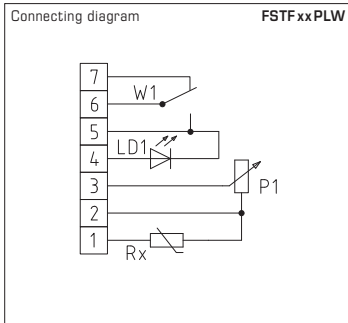 Connecting diagram FSTFxxPLW
7
6 W1
5
4 LD1
3 P1
2
1
Rx